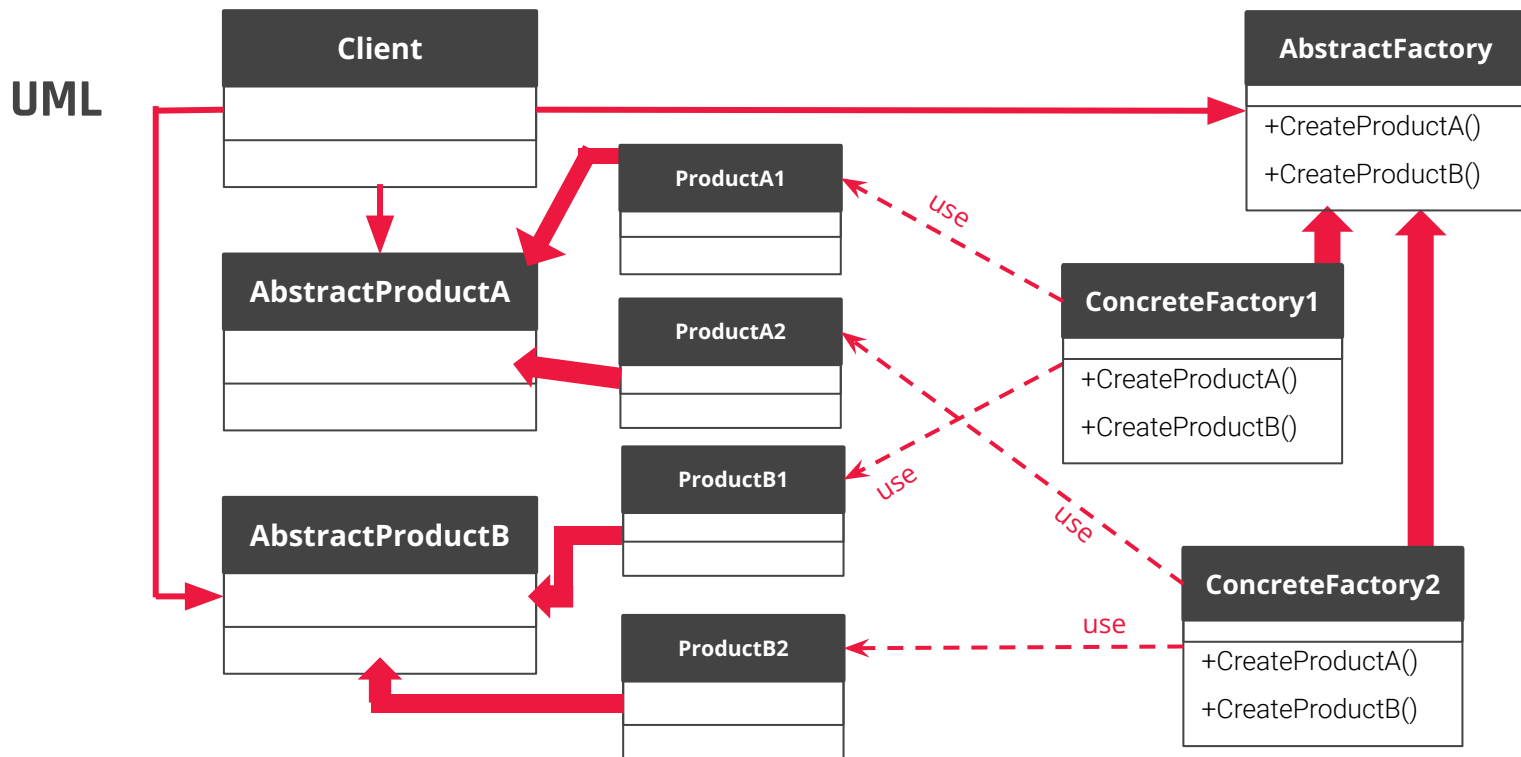 UML
Client
AbstractFactory
+CreateProductA()
+CreateProductB()
ProductA1
use
AbstractProductA
ConcreteFactory1
+CreateProductA()
+CreateProductB()
ProductA2
ProductB1
use
use
AbstractProductB
ConcreteFactory2
+CreateProductA()
+CreateProductB()
ProductB2
use